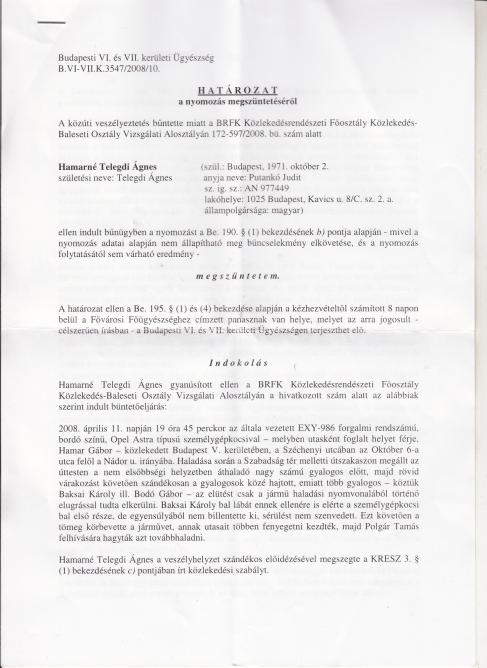 Budapesti VI. és VII. kerületi Ügyészség
B.VI-VII.K.3547/2008/10.
HATÁROZAT
a nyomozás megszüntetéséről
A közúti veszélyeztetés bűntette miatt a BRFK Közlekedésrendészeti Főosztály Közlekedés-
Baleseti Osztály Vizsgálati Alosztályán 172-597/2008. bü. szám alatt
Hamarné Telegdi Ágnes (szül.: Budapest, 1971. október 2.
születési neve: Telegdi Ágnes anyja neve: Putankó Judit
sz. ig. sz.: AN 977449
lakóhelye: 1025 Budapest, Kavics u. 8/C. sz. 2. a.
állampolgársága: magyar)
ellen indult bűnügyben a nyomozást a Be. 190. § (1) bekezdésének b) pontja alapján - mivel a
nyomozás adatai alapján nem állapítható meg bűncselekmény elkövetése, és a nyomozás
folytatásától sem várható eredmény -
megszüntetem.
A határozat ellen a Be. 195. § (1) és (4) bekezdése alapján a kézhezvételtől számított 8 napon
belül a Fővárosi Főügyészséghez címzett panasznak van helye, melyet az arra jogosult -
célszerűen írásban - a Budapesti VI. és VII. kerületi Ügyészségen terjeszthet elő.
Indokolás
Hamarné Telegdi Ágnes gyanúsított ellen a BRFK Közlekedésrendészeti Főosztály
Közlekedés-Baleseti Osztály Vizsgálati Alosztályán a hivatkozott szám alatt az alábbiak
szerint indult büntetőeljárás:
2008. április 11. napján 19 óra 45 perckor az általa vezetett EXY-986 forgalmi rendszámú,
bordó színű, Opel Astra típusú személygépkocsival – melyben utasként foglalt helyet férje,
Hamar Gábor – közlekedett Budapest V. kerületében, a Széchenyi utcában az Október 6-a
utca felől a Nádor u. irányába. Haladása során a Szabadság tér melletti útszakaszon megállt az
úttesten a nem elsőbbségi helyzetben áthaladó nagy számú gyalogos előtt, majd rövid
várakozást követően szándékosan a gyalogosok közé hajtott, emiatt több gyalogos – köztük
Baksai Károly ill. Bodó Gábor – az elütést csak a jármű haladási nyomvonalából történő
elugrással tudta elkerülni. Baksai Károly bal lábát ennek ellenére is elérte a személygépkocsi
bal első része, de egyensúlyából nem billentette ki, sérülést nem szenvedett. Ezt követően a
tömeg körbevette a járművet, annak utasait többen fenyegetni kezdték, majd Polgár Tamás
felhívására hagyták azt továbbhaladni.
Hamarné Telegdi Ágnes a veszélyhelyzet szándékos előidézésével megszegte a KRESZ 3. §
(1) bekezdésének c) pontjában írt közlekedési szabályt.